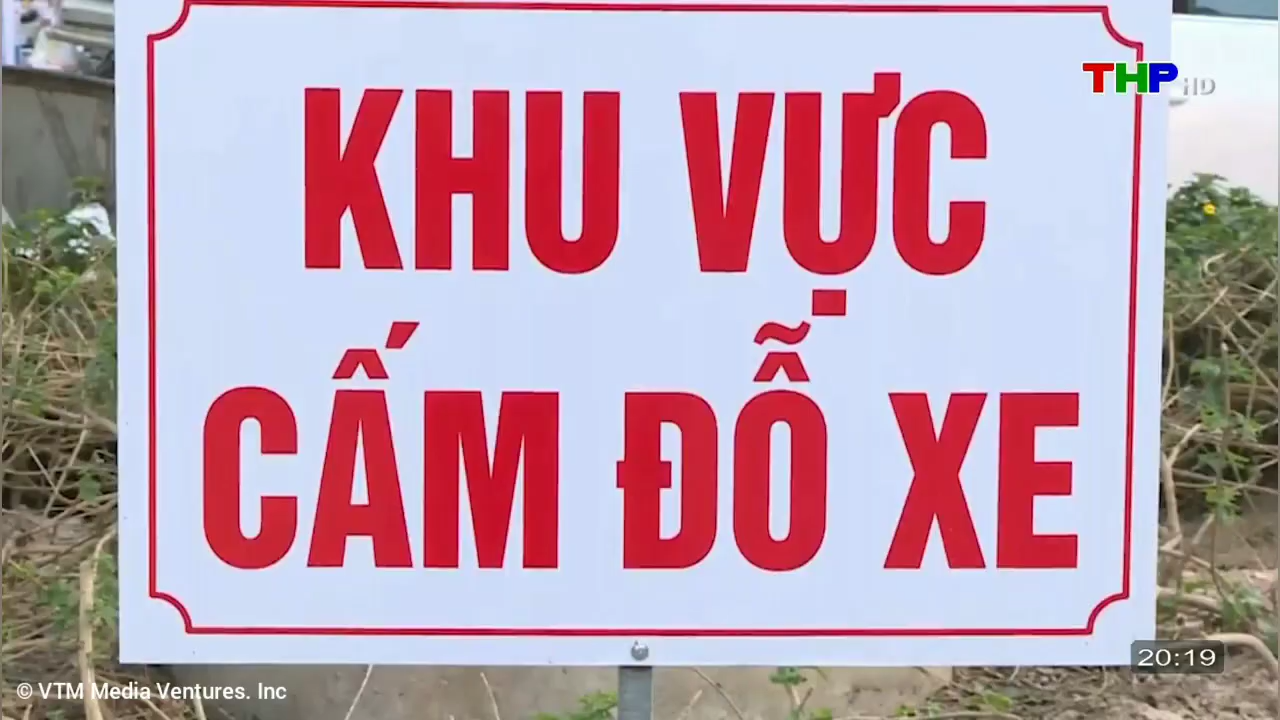 THP HD
KHU VỰC
CẤM ĐỖ XE
20:19
© VTM Media Ventures. Inc